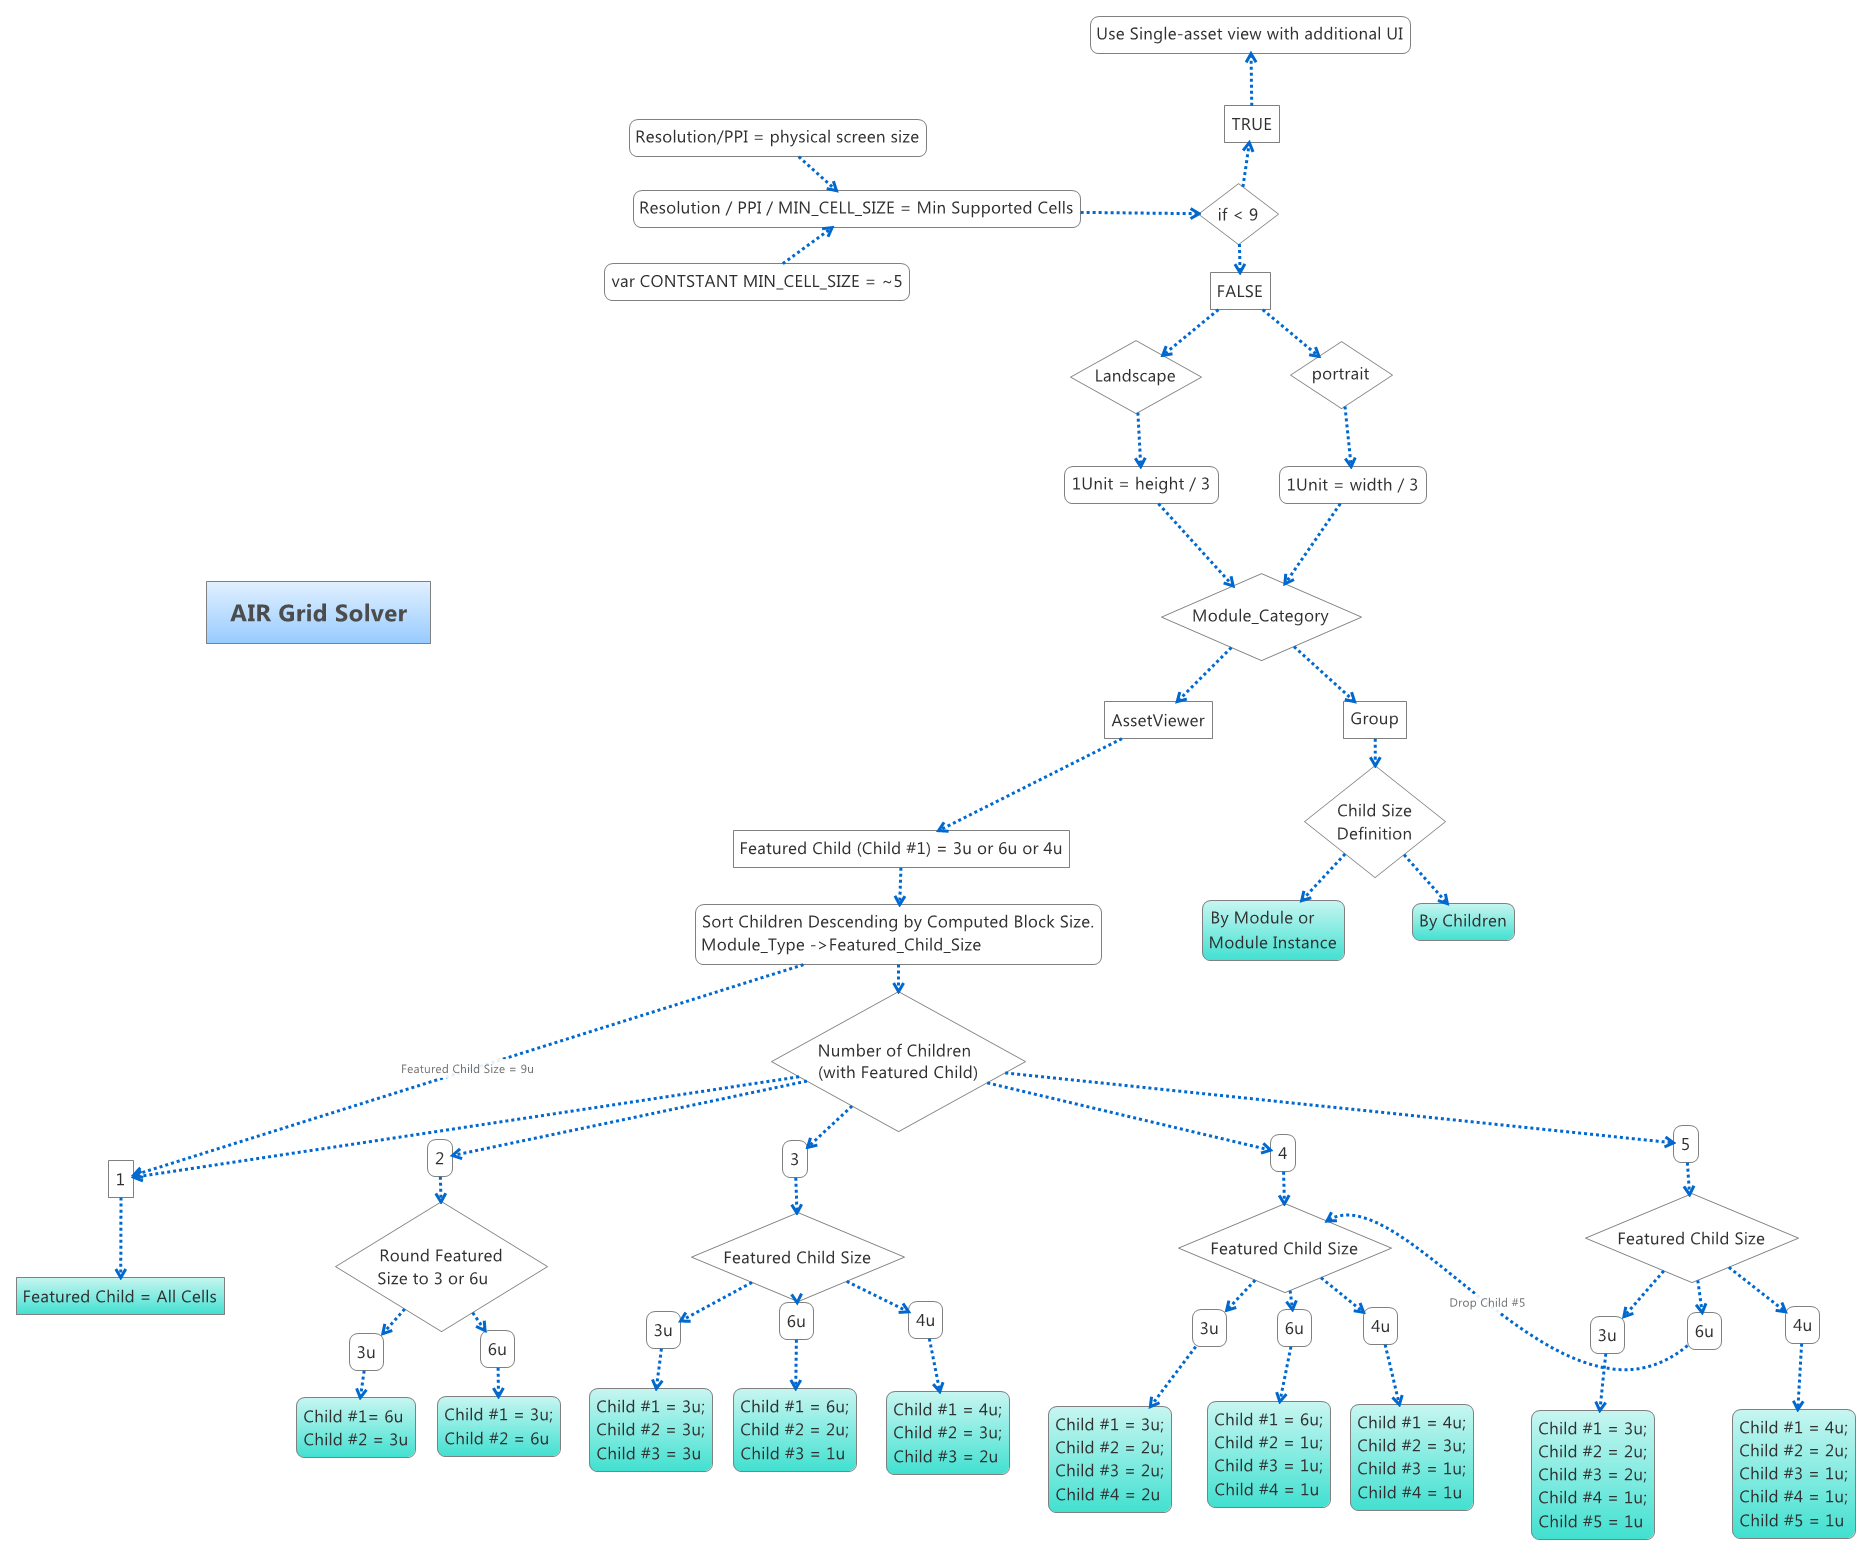 Use Single-asset view with additional UI
TRUE
Resolution/PPI = physical screen size
Resolution / PPI / MIN_CELL_SIZE = Min Supported Cells
if < 9
var CONTSTANT MIN_CELL_SIZE = ~5
FALSE
Landscape
portrait
1Unit = height / 3
1Unit = width / 3
AIR Grid Solver
Module_Category
AssetViewer
Group
Child Size
Definition
Featured Child (Child #1) = 3u or 6u or 4u
By Module or
Module Instance
By Children
Sort Children Descending by Computed Block Size.
Module_Type ->Featured_Child_Size
Number of Children
(with Featured Child)
Featured Child Size = 9u
1
2
3
4
5
Featured Child = All Cells
Round Featured
Size to 3 or 6u
3u
6u
Child #1= 6u
Child #2 = 3u
Child #1 = 3u;
Child #2 = 6u
Featured Child Size
3u
6u
4u
Child #1 = 3u;
Child #2 = 3u;
Child #3 = 3u
Child #1 = 6u;
Child #2 = 2u;
Child #3 = 1u
Child #1 = 4u;
Child #2 = 3u;
Child #3 = 2u
Featured Child Size
3u
6u
4u
Child #1 = 3u;
Child #2 = 2u;
Child #3 = 2u;
Child #4 = 2u
Child #1 = 6u;
Child #2 = 1u;
Child #3 = 1u;
Child #4 = 1u
Child #1 = 4u;
Child #2 = 3u;
Child #3 = 1u;
Child #4 = 1u
Featured Child Size
Drop Child #5
3u
6u
4u
Child #1 = 3u;
Child #2 = 2u;
Child #3 = 2u;
Child #4 = 1u;
Child #5 = 1u
Child #1 = 4u;
Child #2 = 2u;
Child #3 = 1u;
Child #4 = 1u;
Child #5 = 1u